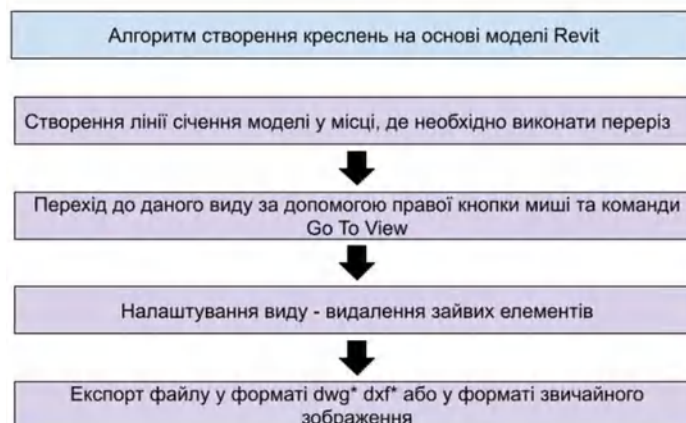 Алгоритм створення креслень на основі моделі Revit
Створення лінії січення моделі у місці, де необхідно виконати переріз
Перехід до даного виду за допомогою правої кнопки миші та команди
Go To View
Налаштування виду - видалення зайвих елементів
Експорт файлу у форматі dwg* dxf* або у форматі звичайного
зображення